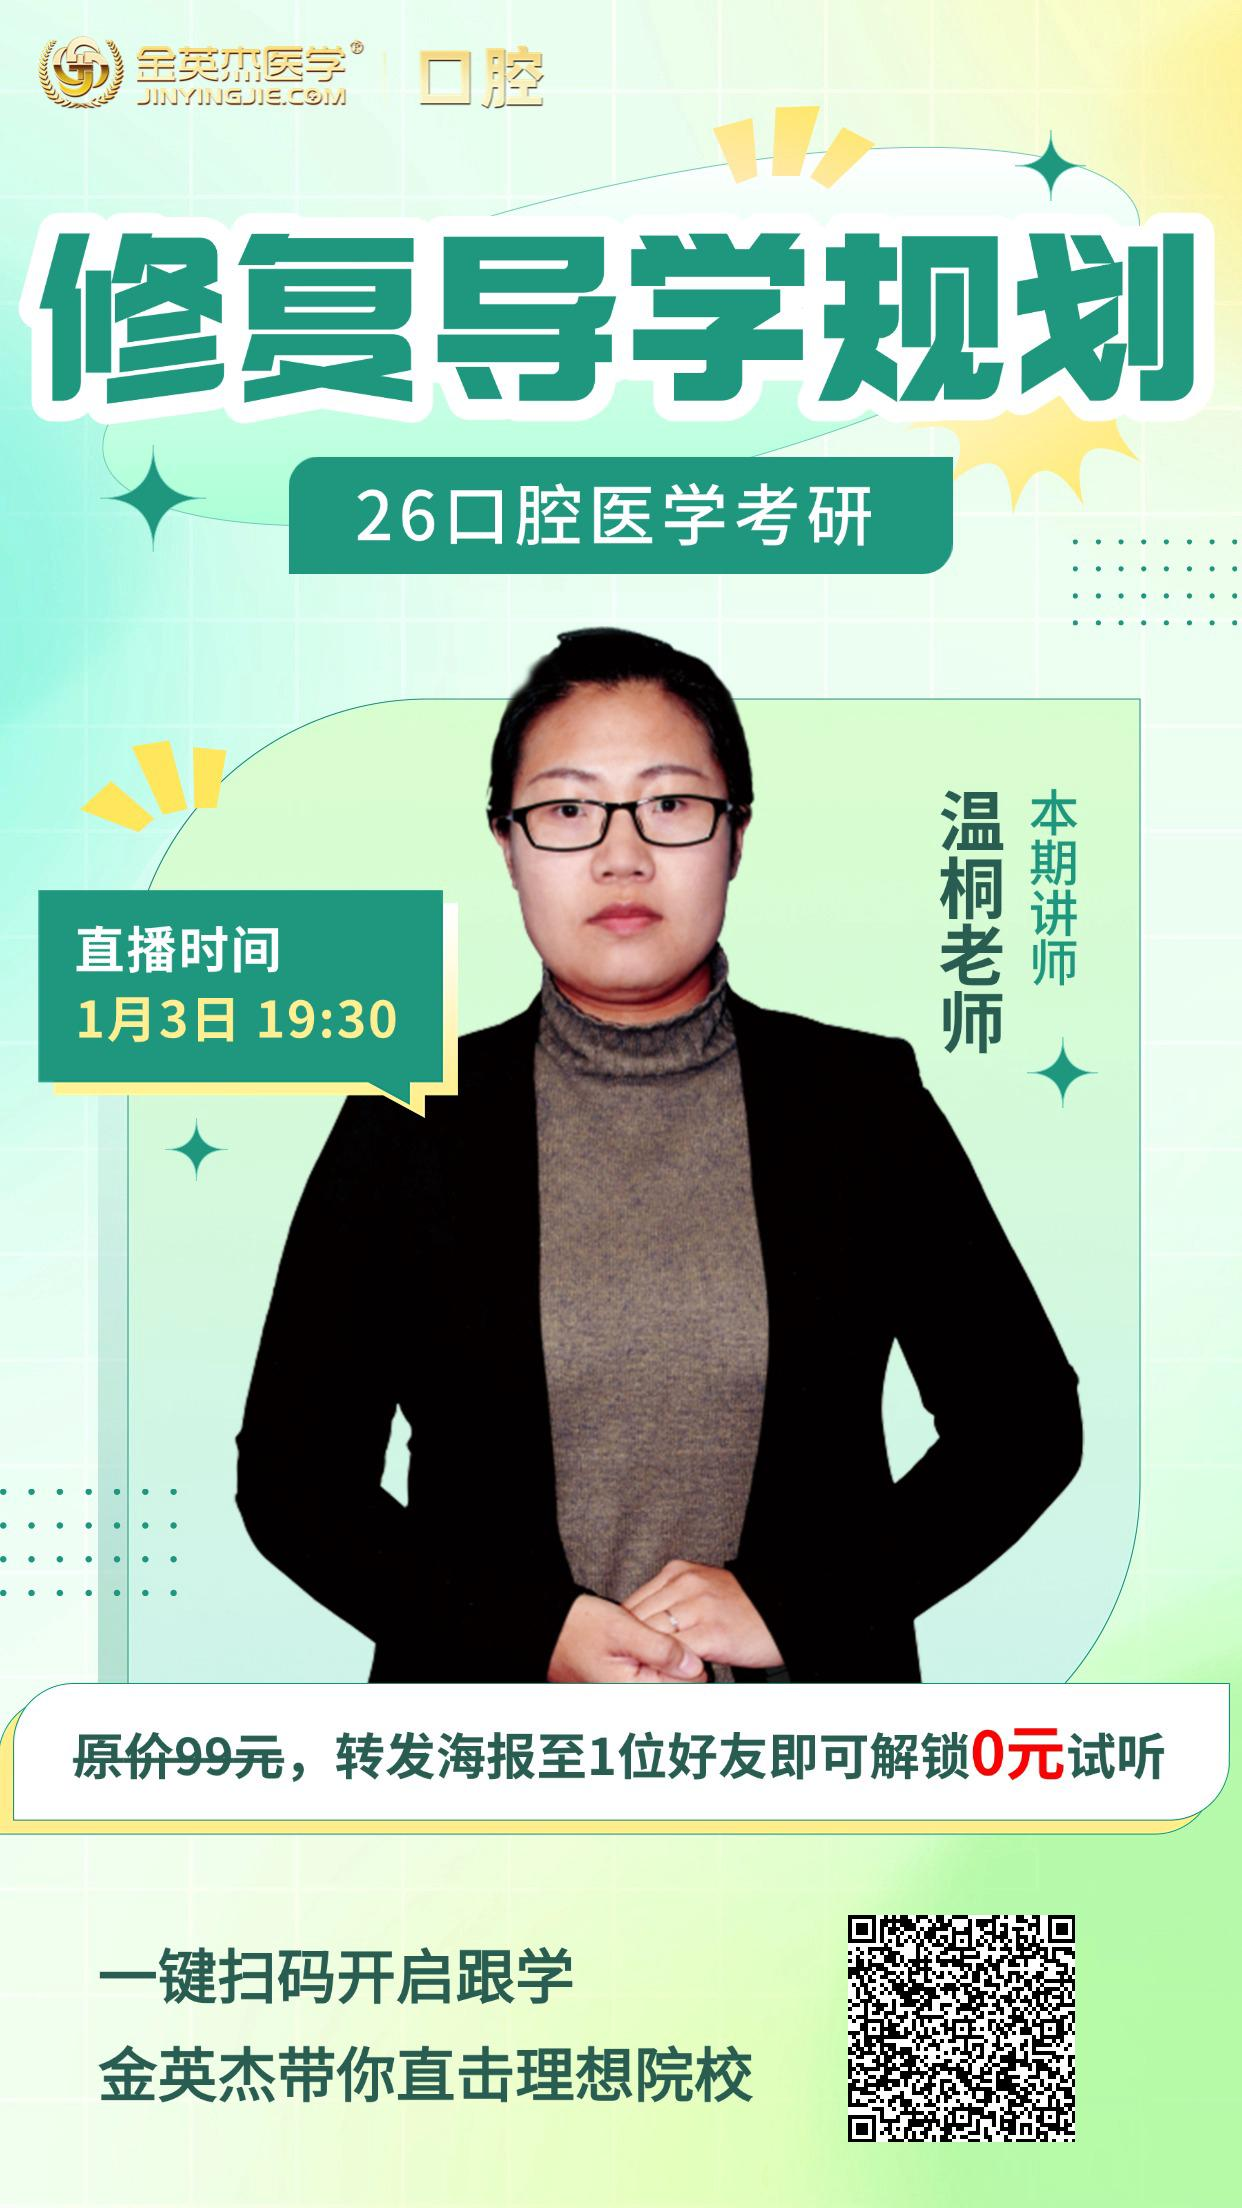 金英杰医学®
JINYINGJIE.COM
口腔
修复导学规划
26口腔医学考研
本期讲师
温桐老师
直播时间
1月3日 19:30
原价99元，转发海报至1位好友即可解锁0元试听
一键扫码开启跟学
金英杰带你直击理想院校